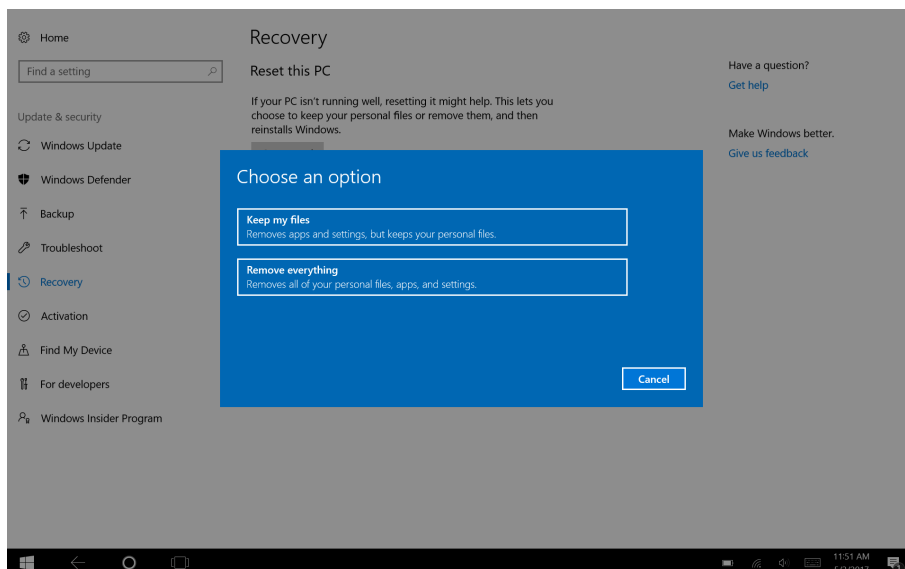 Home
Find a setting
Update & security
Windows Update
Windows Defender
Backup
Troubleshoot
Recovery
Activation
Find My Device
For developers
Windows Insider Program
Recovery
Reset this PC
If your PC isn't running well, resetting it might help. This lets you
choose to keep your personal files or remove them, and then
reinstalls Windows.
Choose an option
Keep my files
Removes apps and settings, but keeps your personal files.
Remove everything
Removes all of your personal files, apps, and settings.
Cancel
Have a question?
Get help
Make Windows better.
Give us feedback
11:51 AM